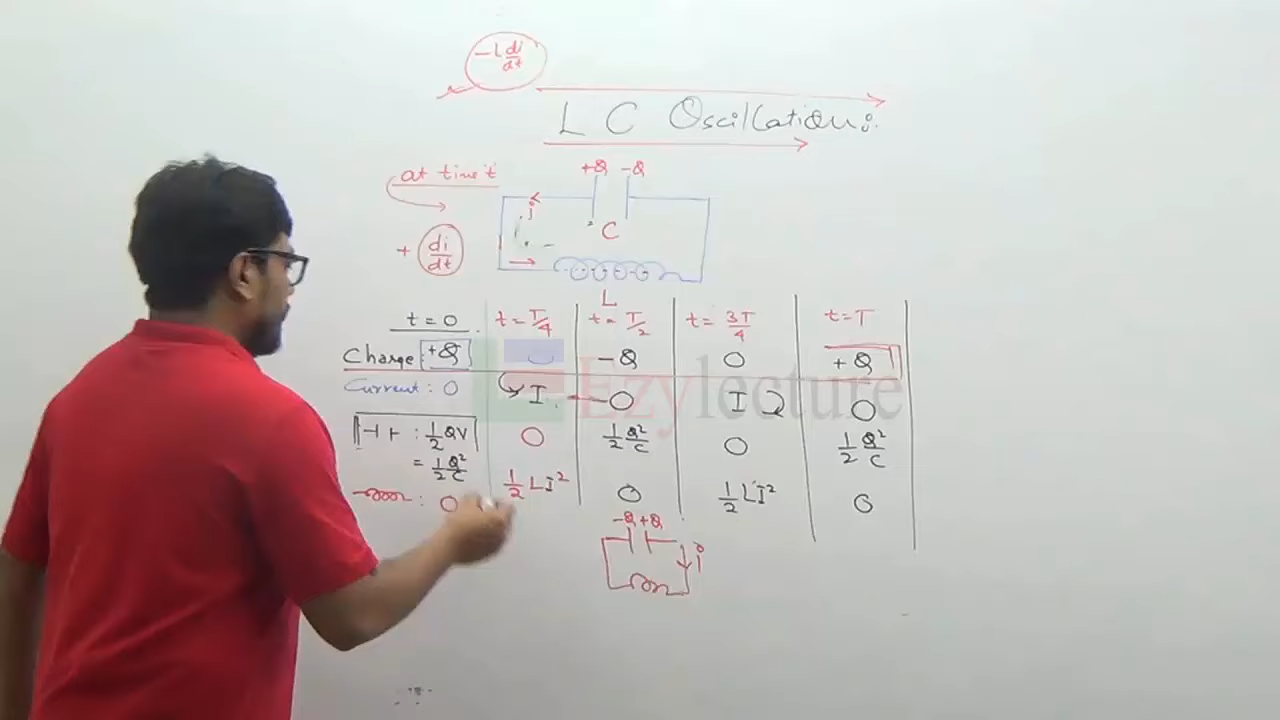 -L di/dt
L C Oscillations
at time t
+Q -Q
i
C
+ di/dt
L
t = 0 t = T/4 t = T/2 t = 3T/4 t = T
Charge +Q -Q 0 +Q
Current : 0 I 0 I 0
: 1/2 QV 0 1/2 Q²/C 0 1/2 Q²/C
= 1/2 Q²/C
: 0 1/2 LI² 0 1/2 LI² 0
-Q +Q
i
Ezylecture